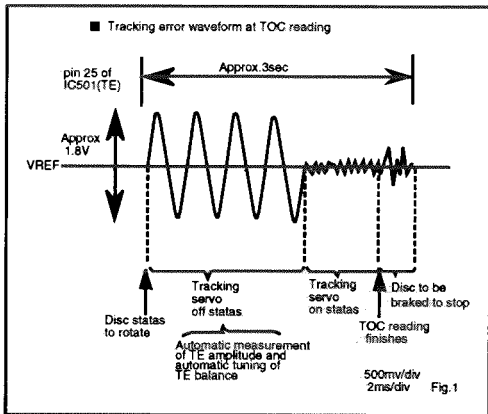 ■ Tracking error waveform at TOC reading
Approx.3sec
pin 25 of
IC501(TE)
Approx
1.8V
VREF
Disc statas
to rotate
Tracking
servo
off statas
Tracking
servo
on statas
Disc to be
braked to stop
TOC reading
finishes
Automatic measurement
of TE amplitude and
automatic tuning of
TE balance
500mv/div
2ms/div
Fig.1